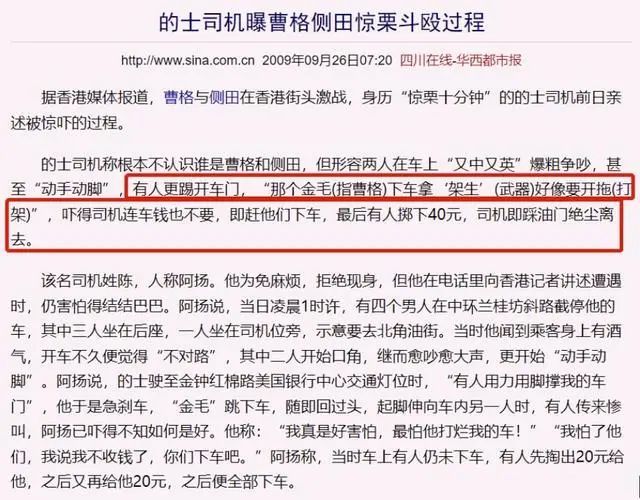 的士司机曝曹格侧田惊栗斗殴过程
http://www.sina.com.cn 2009年09月26日07:20 四川在线-华西都市报
据香港媒体报道，曹格与侧田在香港街头激战，身历“惊栗十分钟”的的士司机前日亲
述被惊吓的过程。
的士司机称根本不认识谁是曹格和侧田，但形容两人在车上“又中又英”爆粗争吵，甚
至“动手动脚”，有人更踢开车门，“那个金毛(指曹格)下车拿‘架生’(武器)好像要开拖(打
架)”，吓得司机连车钱也不要，即赶他们下车，最后有人掷下40元，司机即踩油门绝尘离
去。
该名司机姓陈，人称阿扬。他为免麻烦，拒绝现身，但他在电话里向香港记者讲述遭遇
时，仍害怕得结结巴巴。阿扬说，当日凌晨1时许，有四个男人在中环兰桂坊斜路截停他的
车，其中三人坐在后座，一人坐在司机位旁，示意要去北角油街。当时他闻到乘客身上有酒
气，开车不久便觉得“不对路”，其中二人开始口角，继而愈吵愈大声，更开始“动手动
脚”。阿扬说，的士驶至金钟红棉路美国银行中心交通灯位时，“有人用力用脚撑我的车
门”，他于是急刹车，“金毛”跳下车，随即回过头，起脚伸向车内另一人时，有人传来惨
叫，阿扬已吓得不知如何是好。他称：“我真是好害怕，最怕他打烂我的车！”“我怕了他
们，我说我不收钱了，你们下车吧。”阿扬称，当时车上有人仍未下车，有人先掏出20元给
他，之后又再给他20元，之后便全部下车。